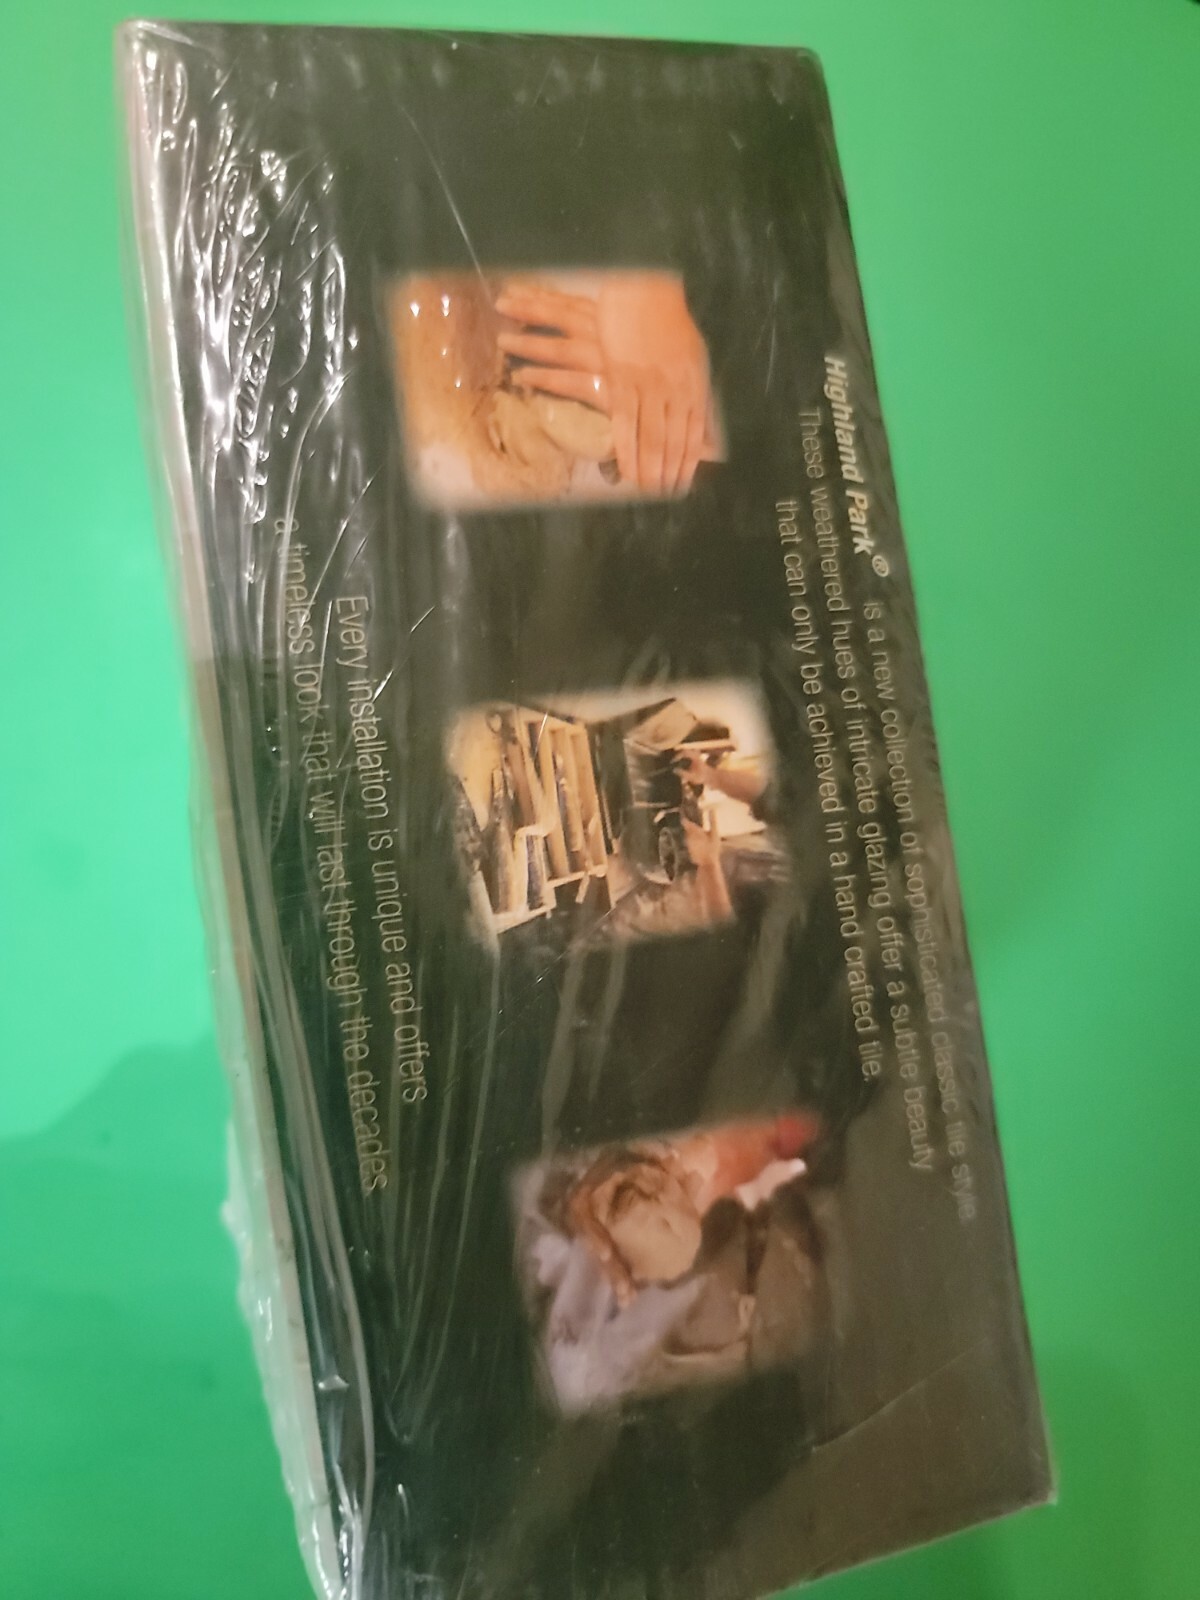 Highland Park® is a new collection of sophisticated classic tile style.
These weathered hues of intricate glazing offer a subtle beauty
that can only be achieved in a hand crafted tile.
Every installation is unique and offers
a timeless look that will last through the decades.